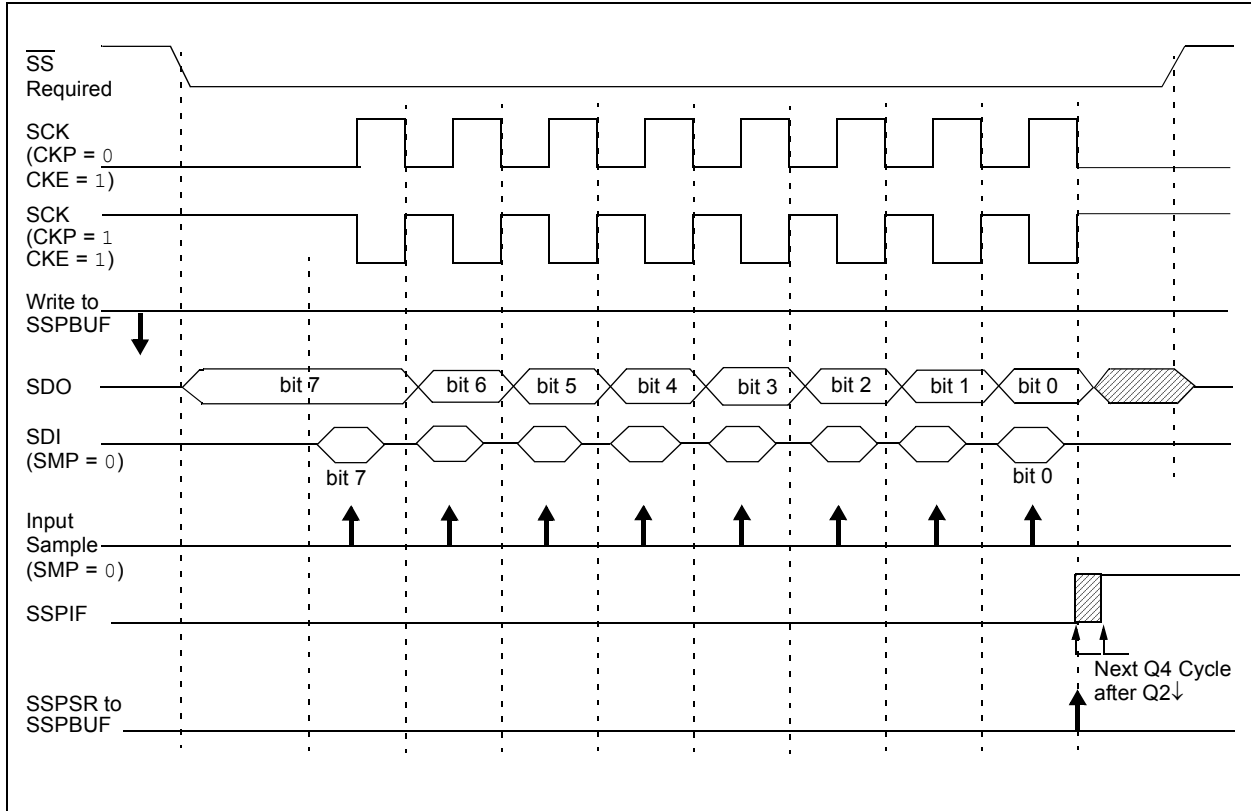 SS
Required
SCK
(CKP = 0
CKE = 1)
SCK
(CKP = 1
CKE = 1)
Write to
SSPBUF
SDO
bit 7
bit 6
bit 5
bit 4
bit 3
bit 2
bit 1
bit 0
SDI
(SMP = 0)
bit 7
bit 0
Input
Sample
(SMP = 0)
SSPIF
Next Q4 Cycle
after Q2↓
SSPSR to
SSPBUF